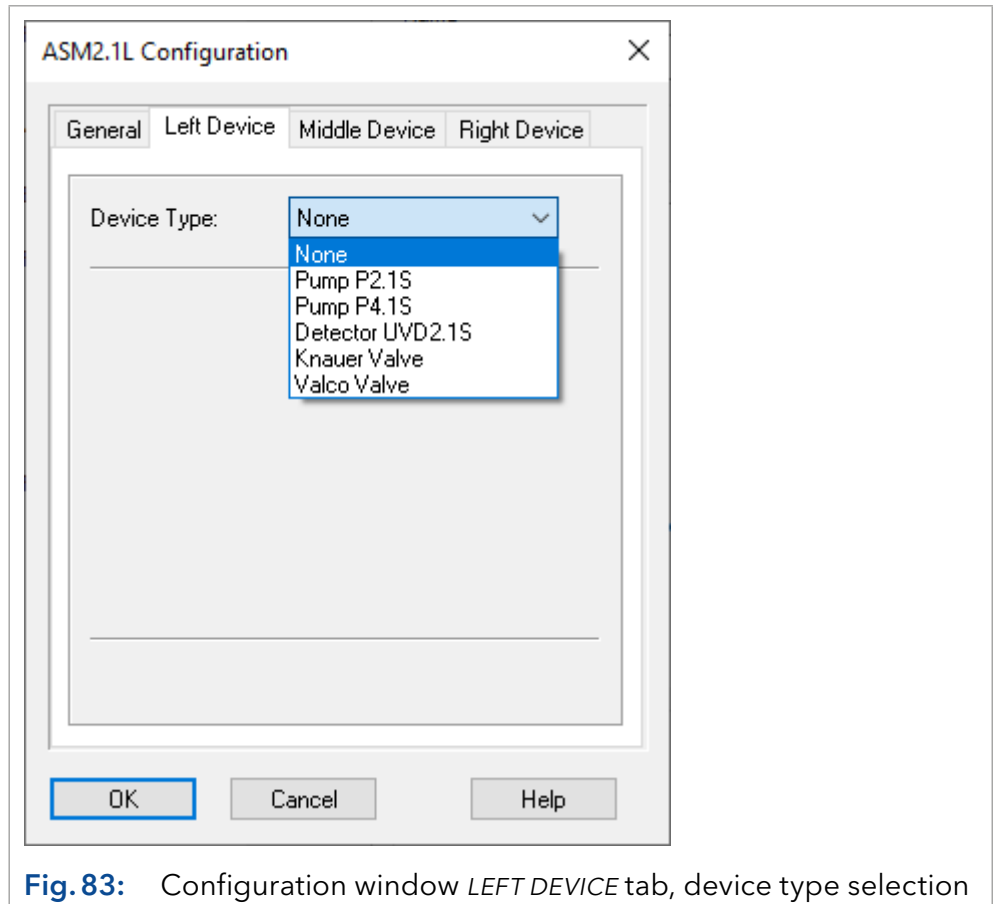 ASM2.1L Configuration
General Left Device Middle Device Right Device
Device Type: None
None
Pump P2.1S
Pump P4.1S
Detector UVD2.1S
Knauer Valve
Valco Valve
OK Cancel Help
Fig. 83: Configuration window LEFT DEVICE tab, device type selection